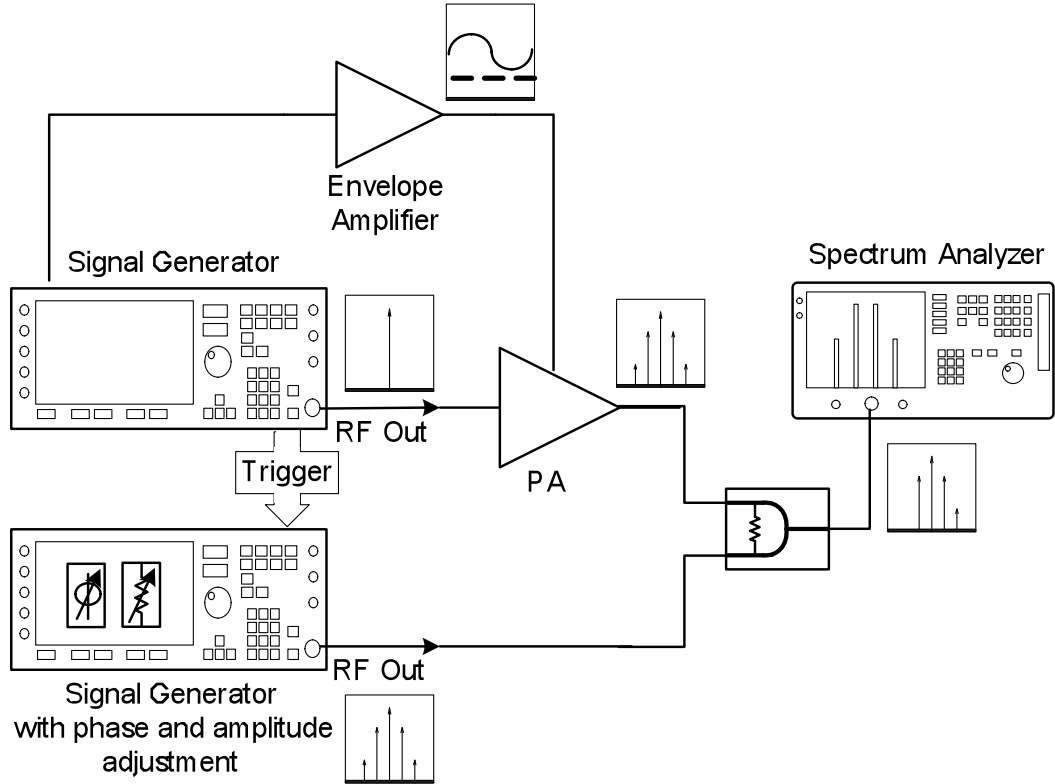 Envelope
Amplifier
Signal Generator
Spectrum Analyzer
RF Out
PA
Trigger
RF Out
Signal Generator
with phase and amplitude
adjustment